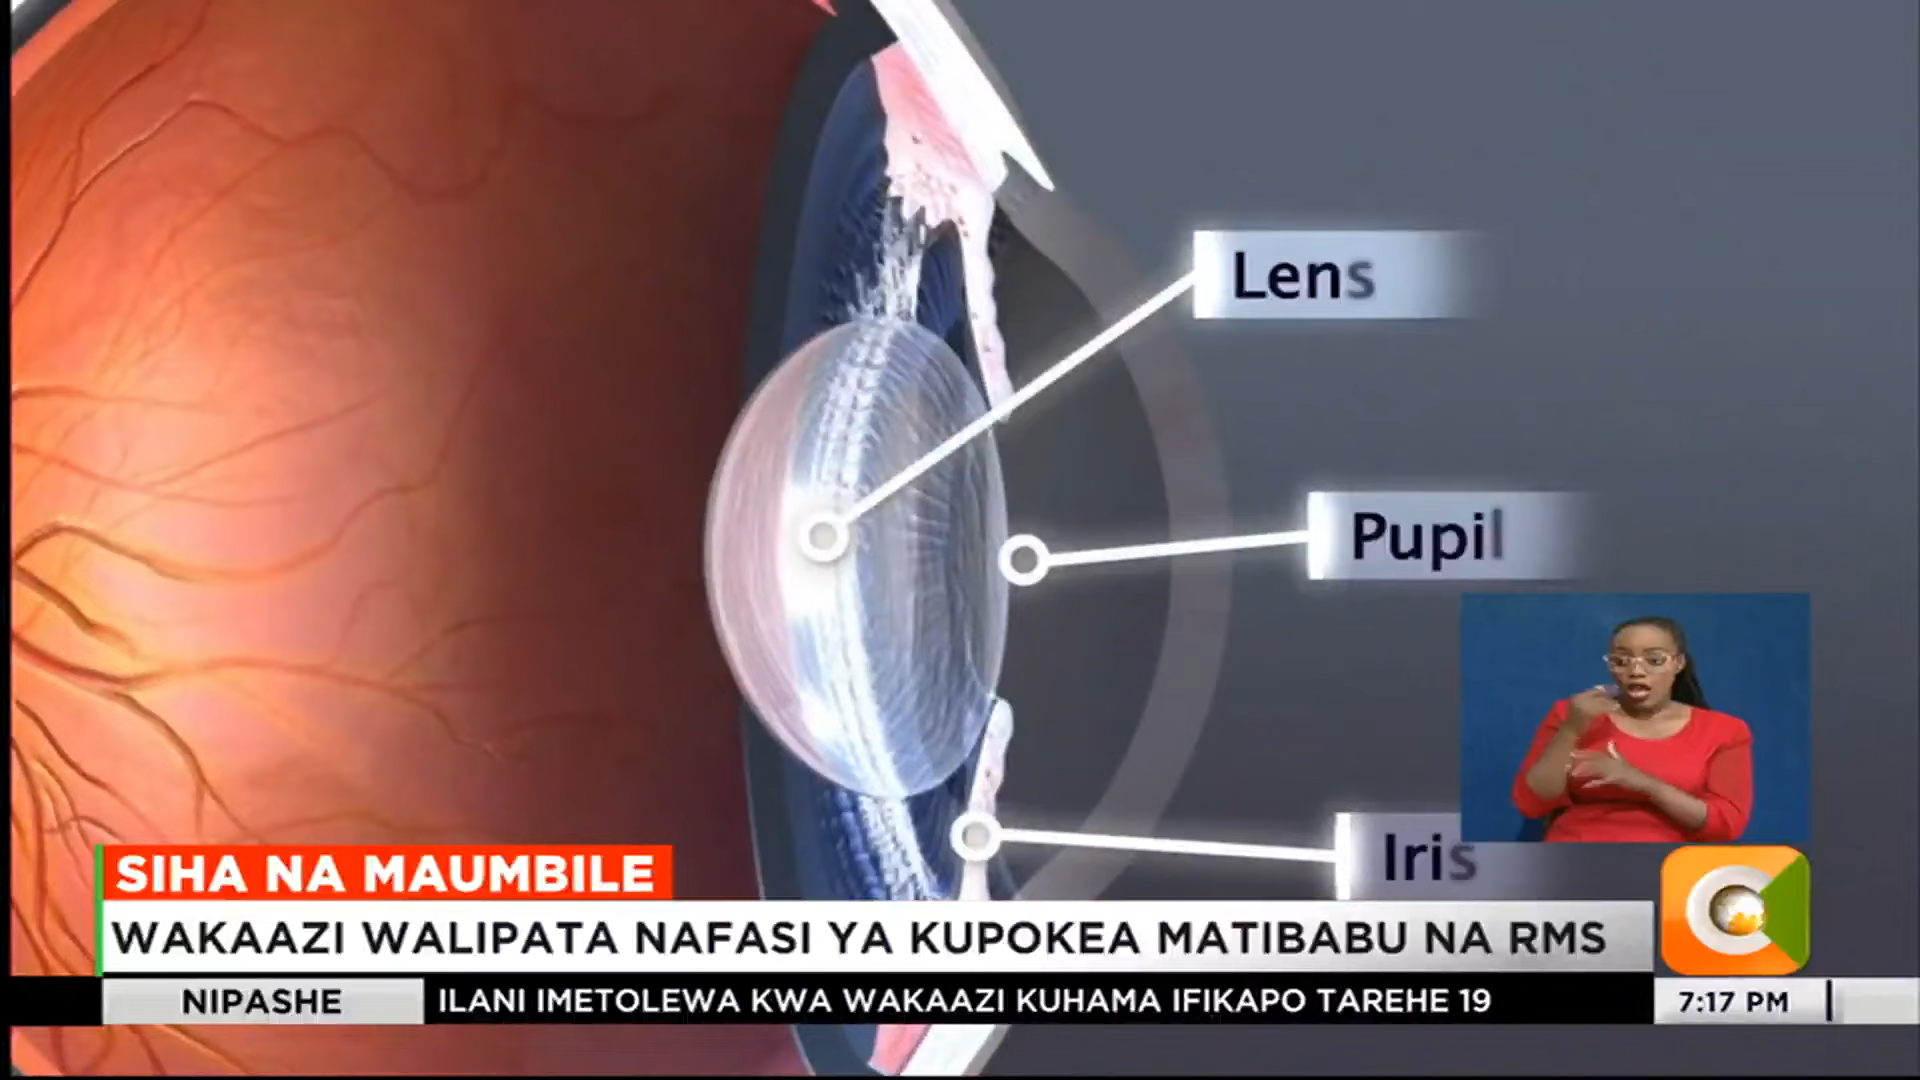 Lens
Pupil
Iris
SIHA NA MAUMBILE
WAKAAZI WALIPATA NAFASI YA KUPOKEA MATIBABU NA RMS
NIPASHE
ILANI IMETOLEWA KWA WAKAAZI KUHAMA IFIKAPO TAREHE 19
7:17 PM